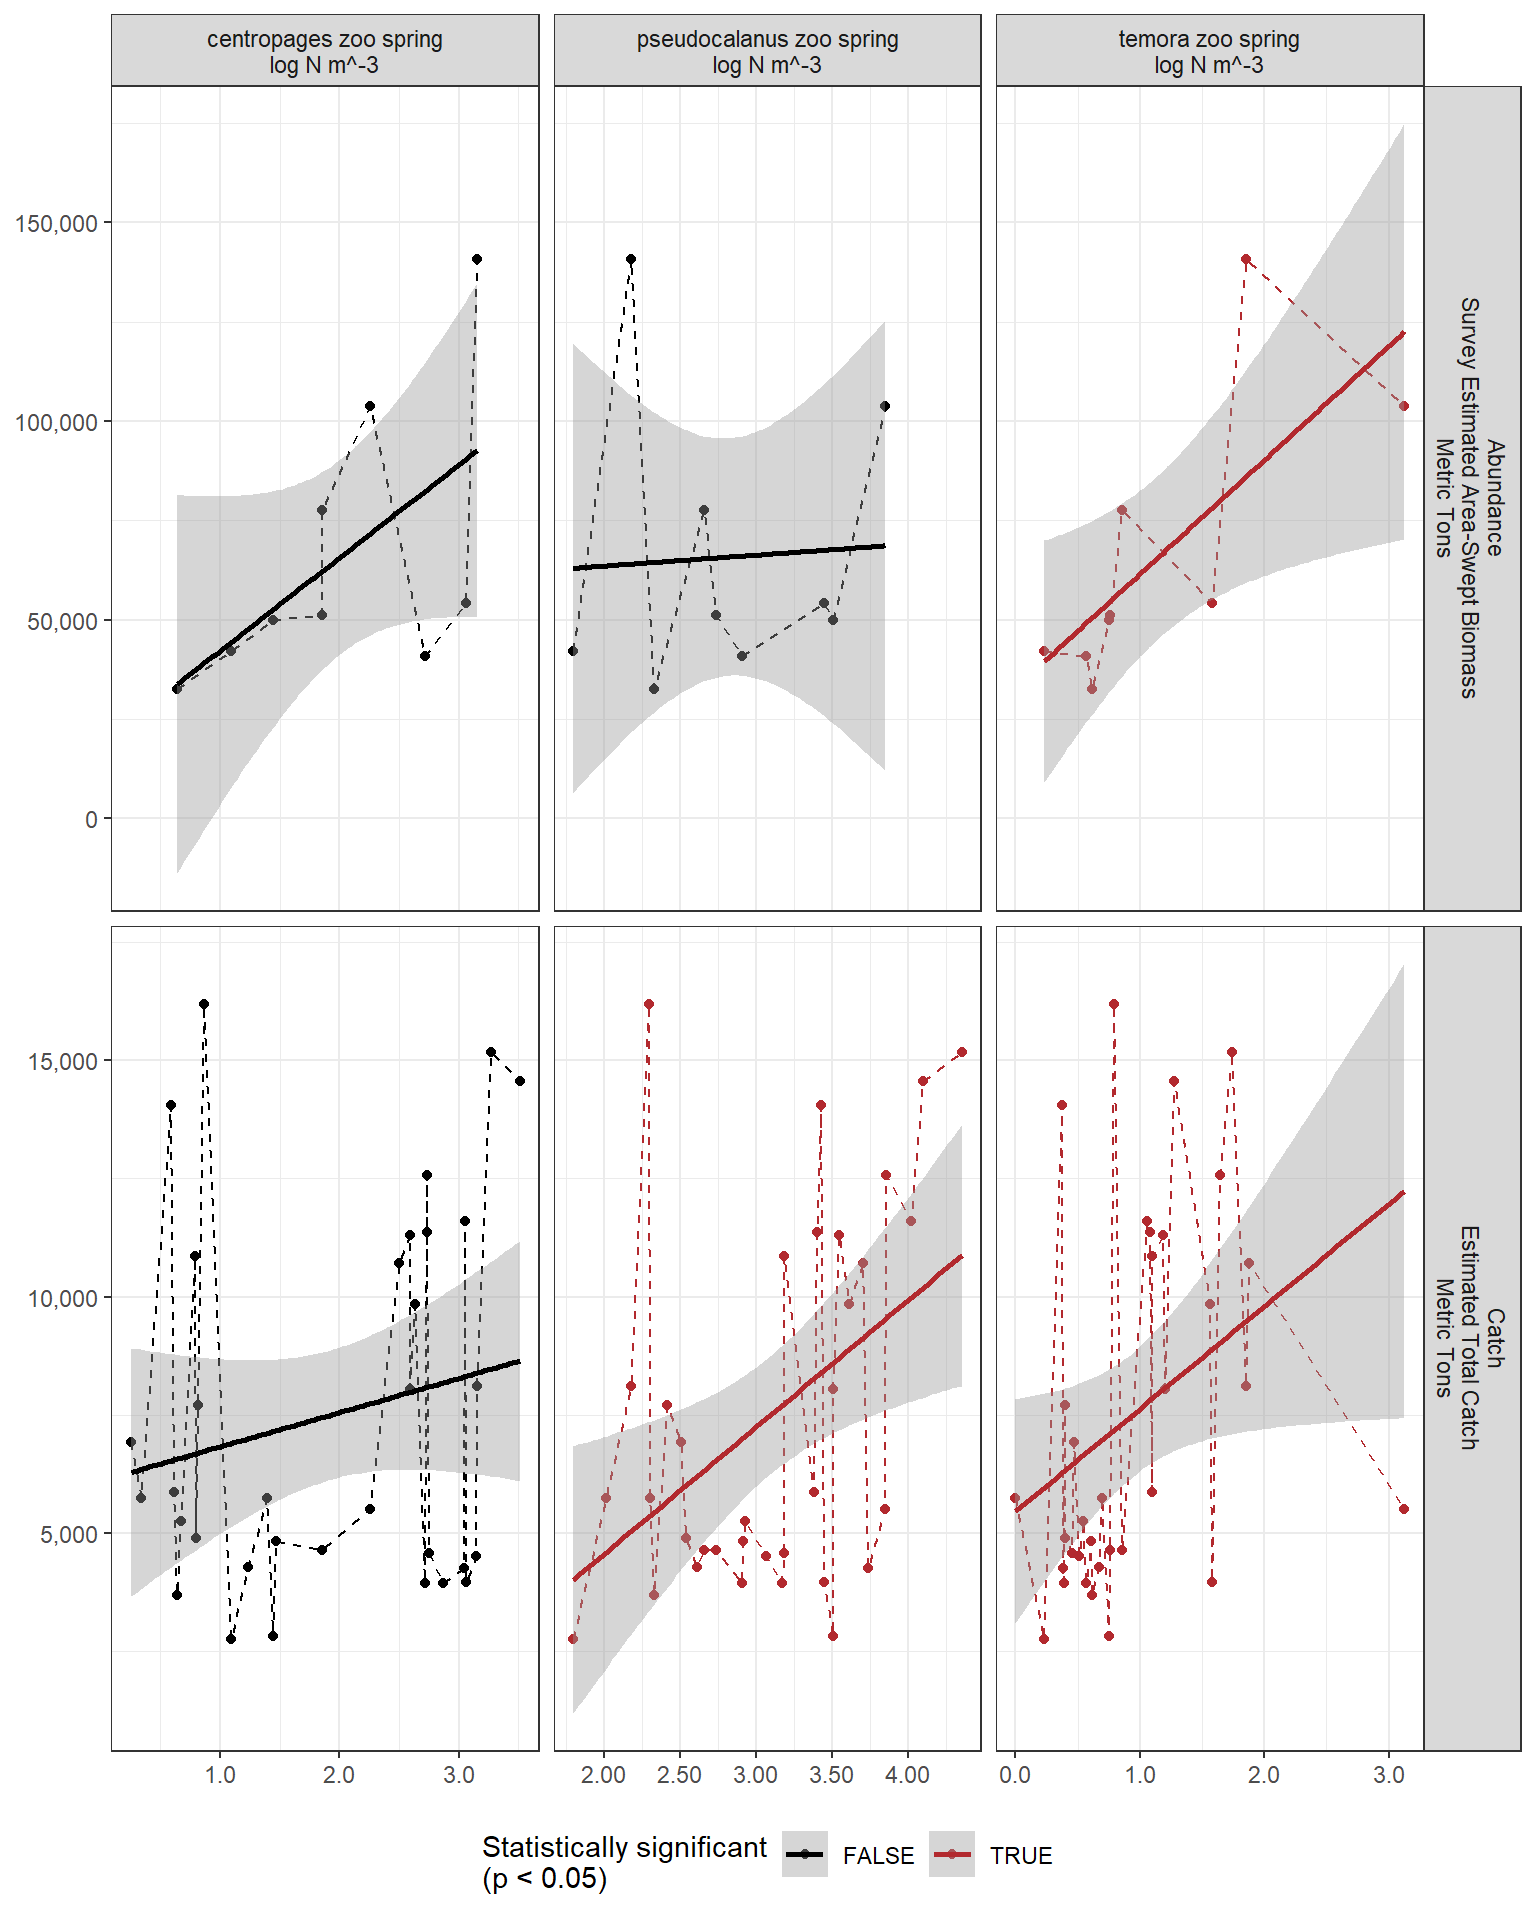 centropages zoo spring
log N m^-3
pseudocalanus zoo spring
log N m^-3
temora zoo spring
log N m^-3
150,000
100,000
50,000
0
Abundance
Survey Estimated Area-Swept Biomass
Metric Tons
15,000
10,000
5,000
Catch
Estimated Total Catch
Metric Tons
1.0 2.0 3.0
2.00 2.50 3.00 3.50 4.00
0.0 1.0 2.0 3.0
Statistically significant
(p < 0.05)
FALSE
TRUE